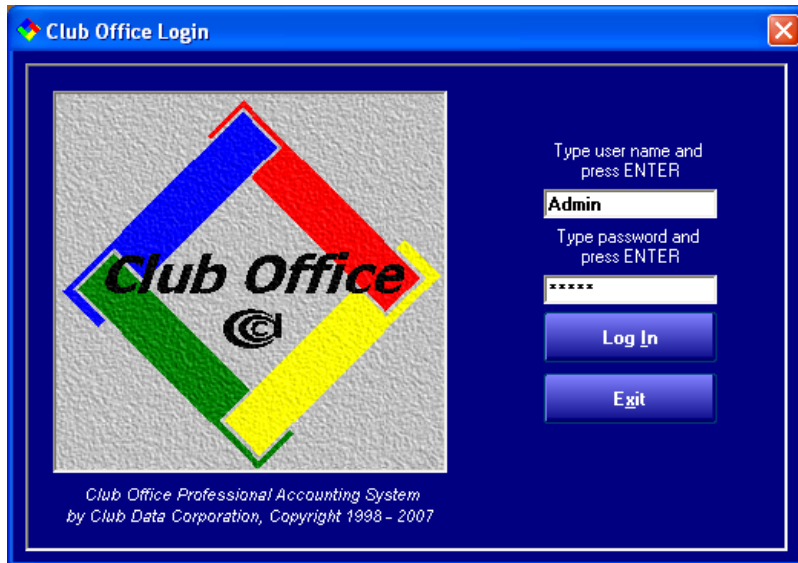 Club Office Login
Club Office
Type user name and
press ENTER
Admin
Type password and
press ENTER
*****
Log In
Exit
Club Office Professional Accounting System
by Club Data Corporation, Copyright 1998 - 2007